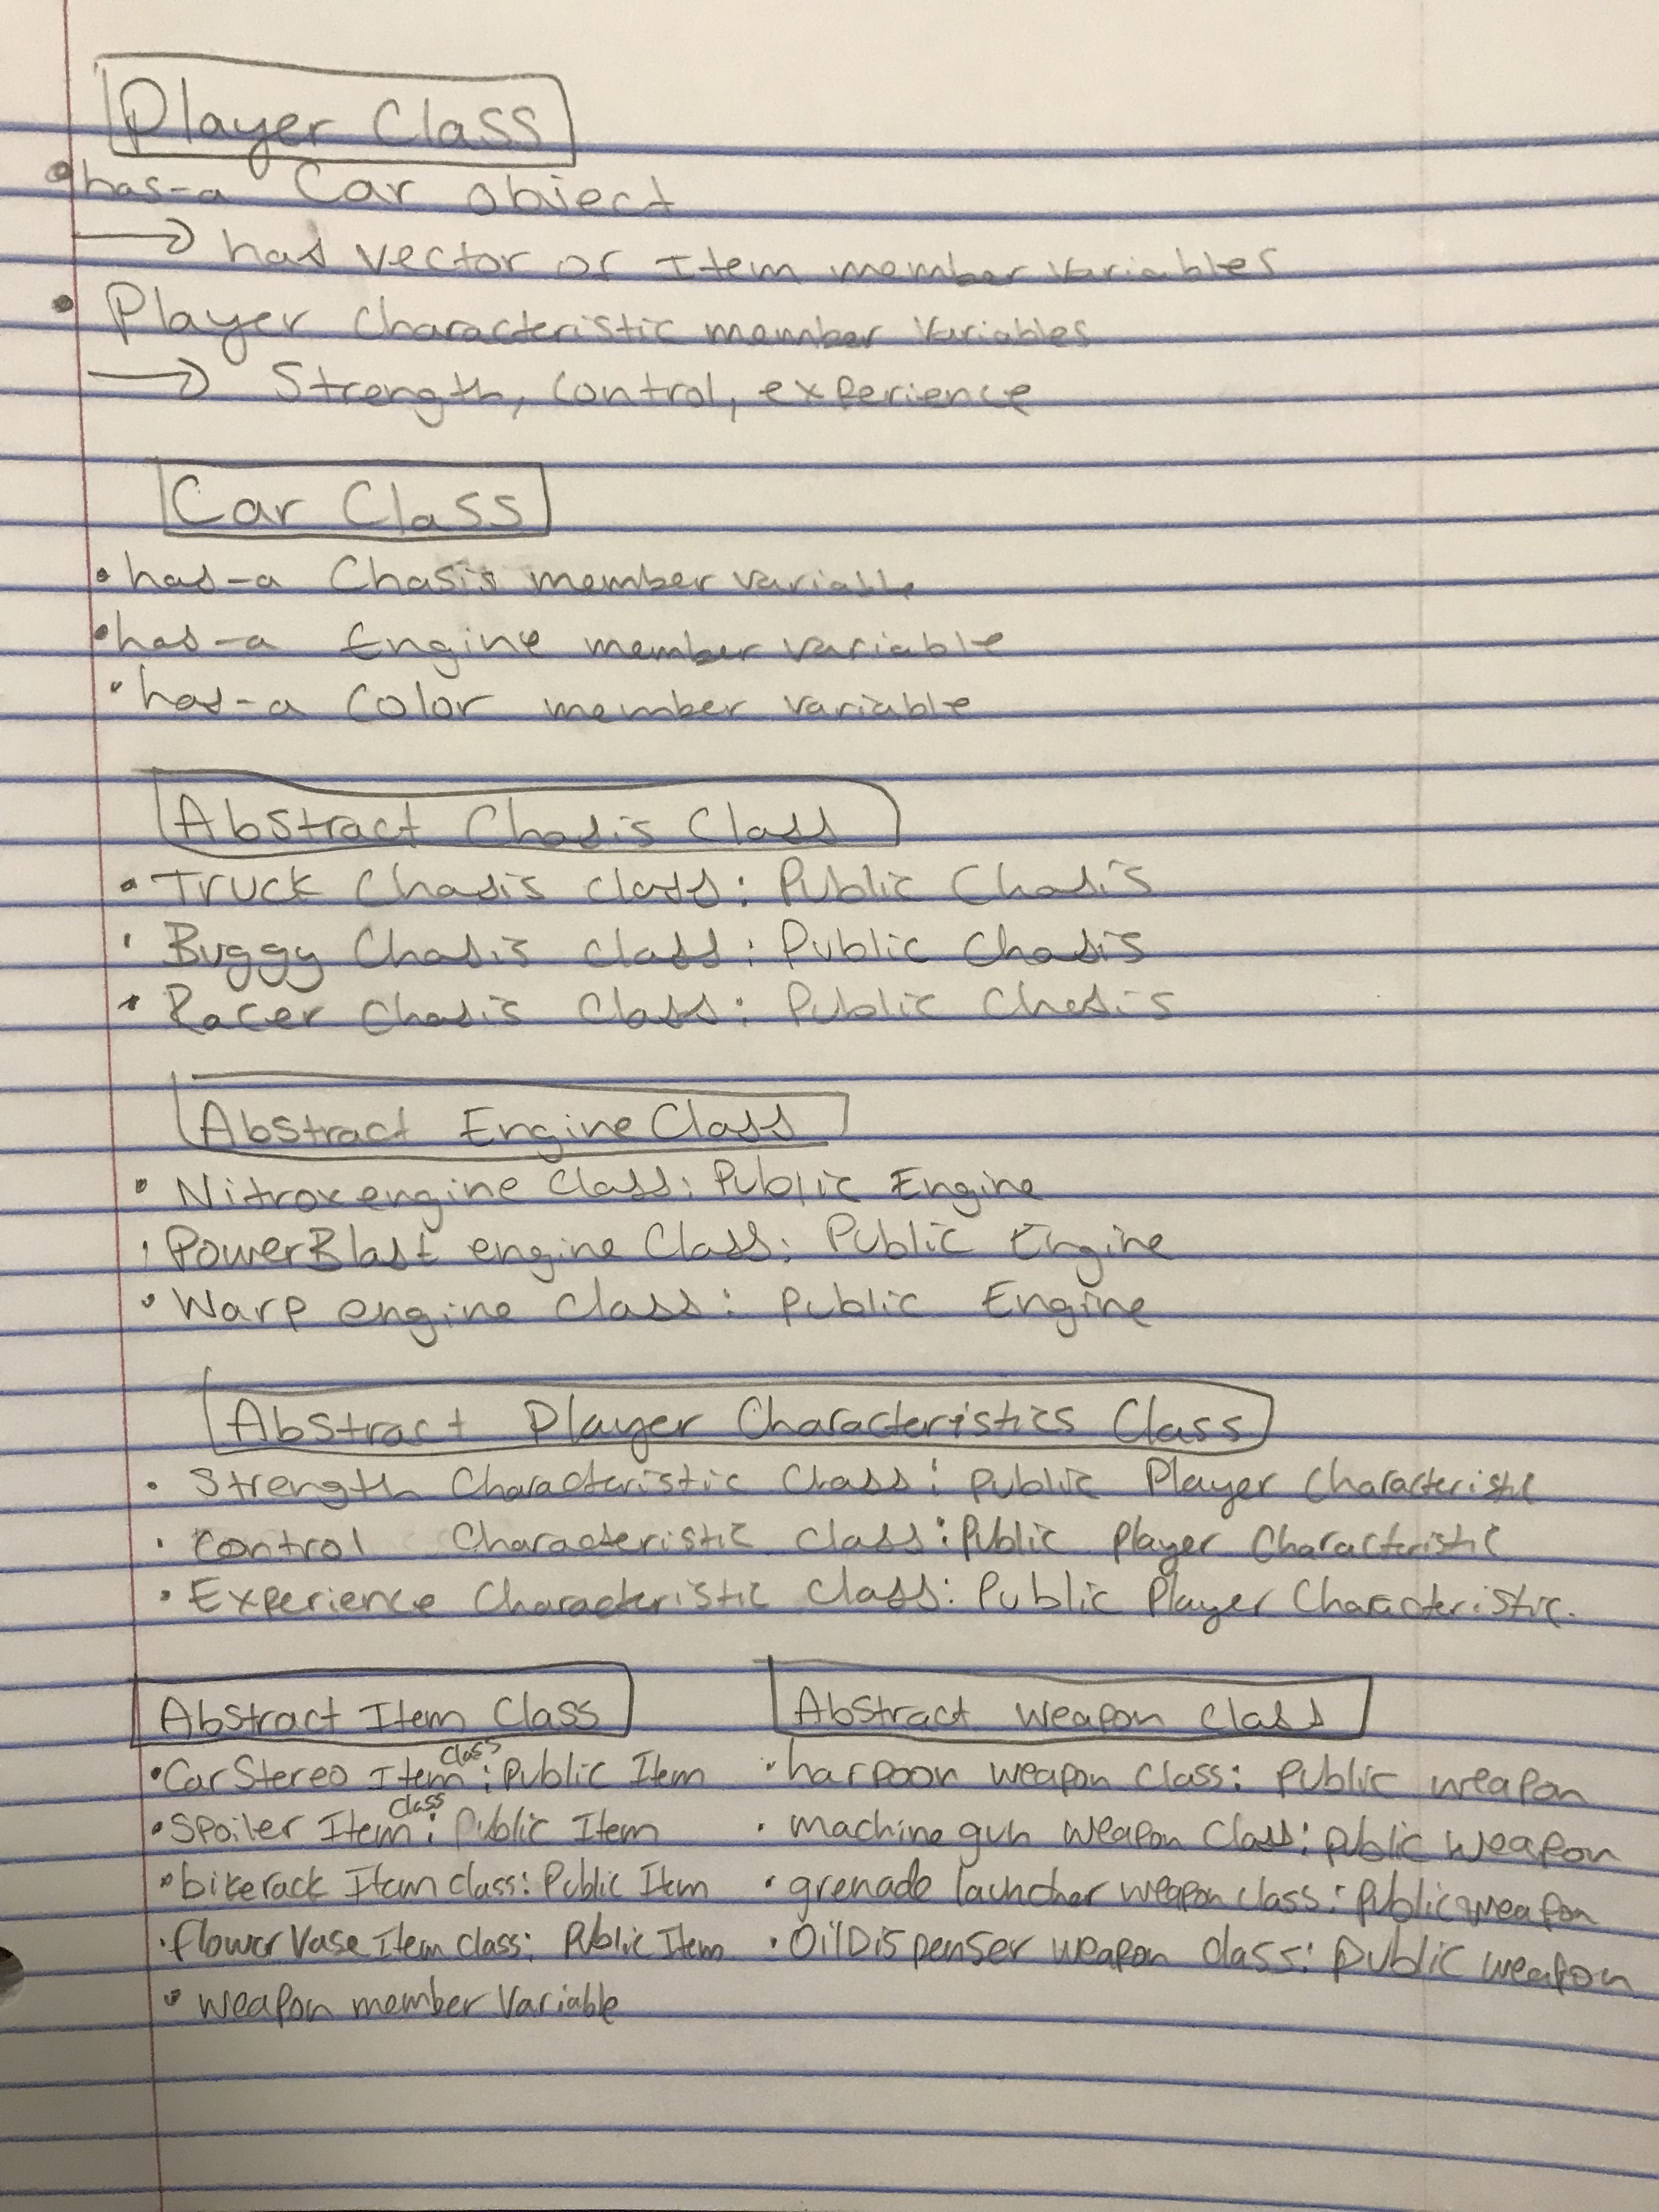 Player Class
• has-a Car object
→ has vector of Item member variables
• Player Characteristic member variables
→ Strength, Control, experience
Car Class
• has-a Chasis member variable
• has-a Engine member variable
• has-a Color member variable
Abstract Chasis Class
• Truck Chasis class: Public Chasis
• Buggy Chasis class: Public Chasis
• Racer Chasis Class: Public Chasis
Abstract Engine Class
• Nitrox engine Class: Public Engine
• PowerBlast engine Class: Public Engine
• Warp engine Class: Public Engine
Abstract Player Characteristics Class
• Strength Characteristic Class: public Player Characteristic
• Control Characteristic class: Public Player Characteristic
• Experience Characteristic Class: Public Player Characteristic.
Abstract Item Class
• Car Stereo Item class: Public Item
• Spoiler Item class: Public Item
• bikerack Item class: Public Item
• flower Vase Item Class: Public Item
• weapon member Variable
Abstract weapon class
• harpoon weapon class: Public weapon
• machine gun weapon class: public weapon
• grenade launcher weapon class: Public weapon
• OilDispenser weapon class: public weapon